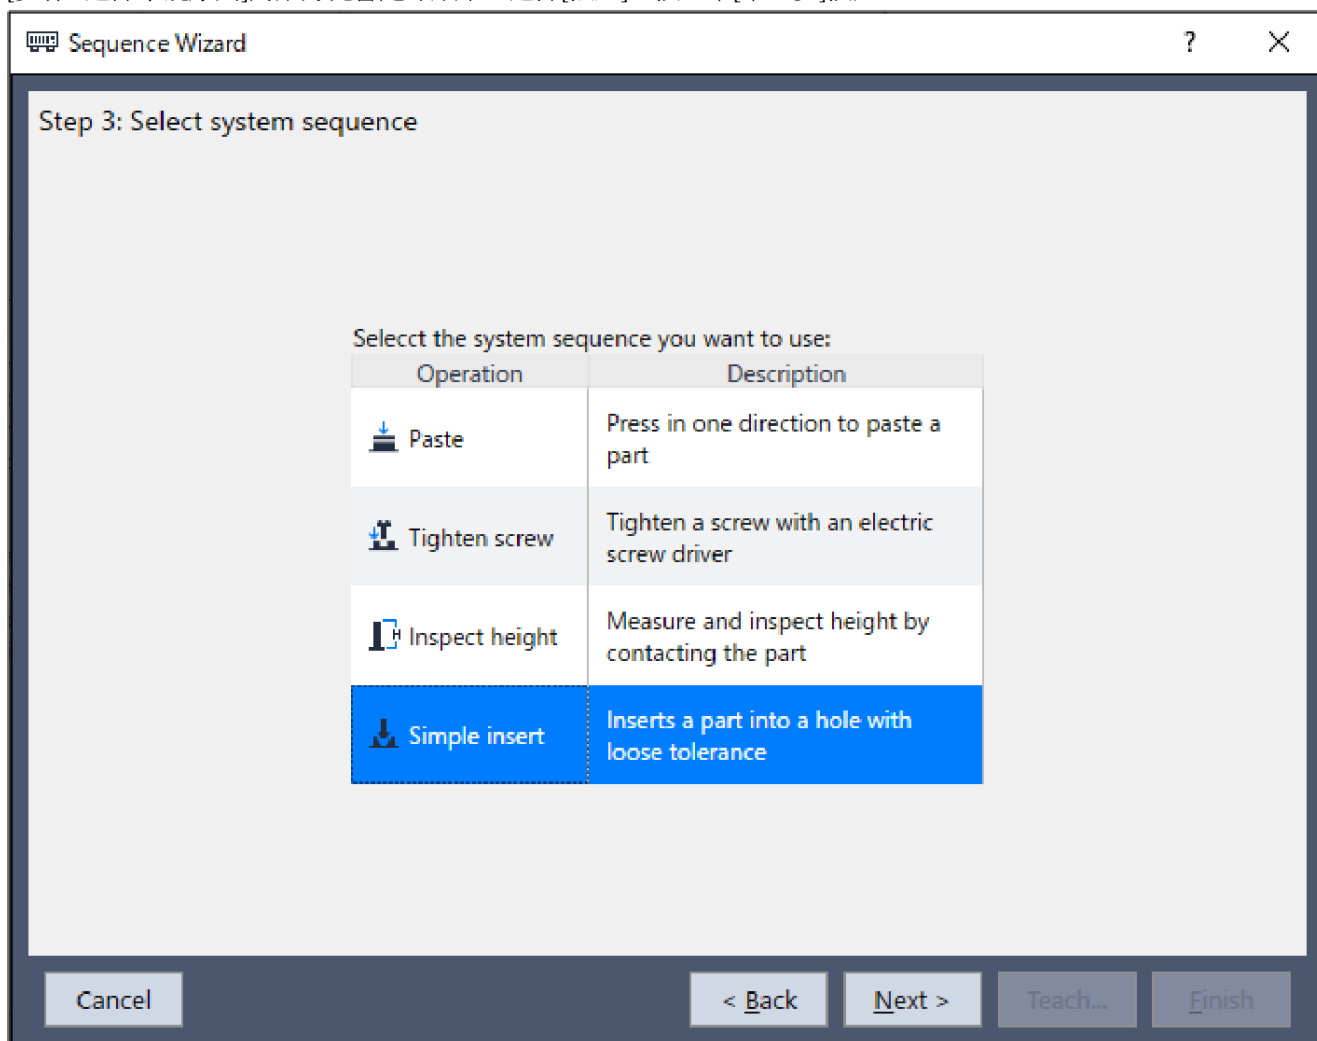 Sequence Wizard
?
Step 3: Select system sequence
Selecct the system sequence you want to use:
Operation
Description
Paste
Press in one direction to paste a
part
Tighten screw
Tighten a screw with an electric
screw driver
Inspect height
Measure and inspect height by
contacting the part
Simple insert
Inserts a part into a hole with
loose tolerance
Cancel
< Back
Next >
Teach...
Finish